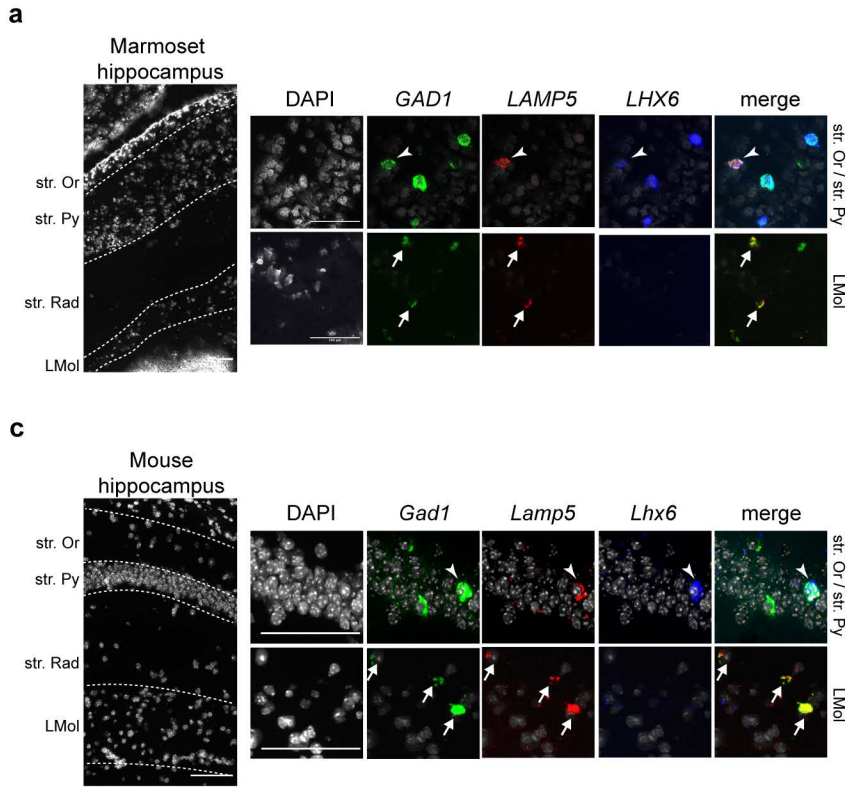 a
Marmoset
hippocampus
DAPI
GAD1
LAMP5
LHX6
merge
str. Or
str. Py
str. Rad
LMol
str. Or / str. Py
LMol
c
Mouse
hippocampus
DAPI
Gad1
Lamp5
Lhx6
merge
str. Or
str. Py
str. Rad
LMol
str. Or / str. Py
LMol